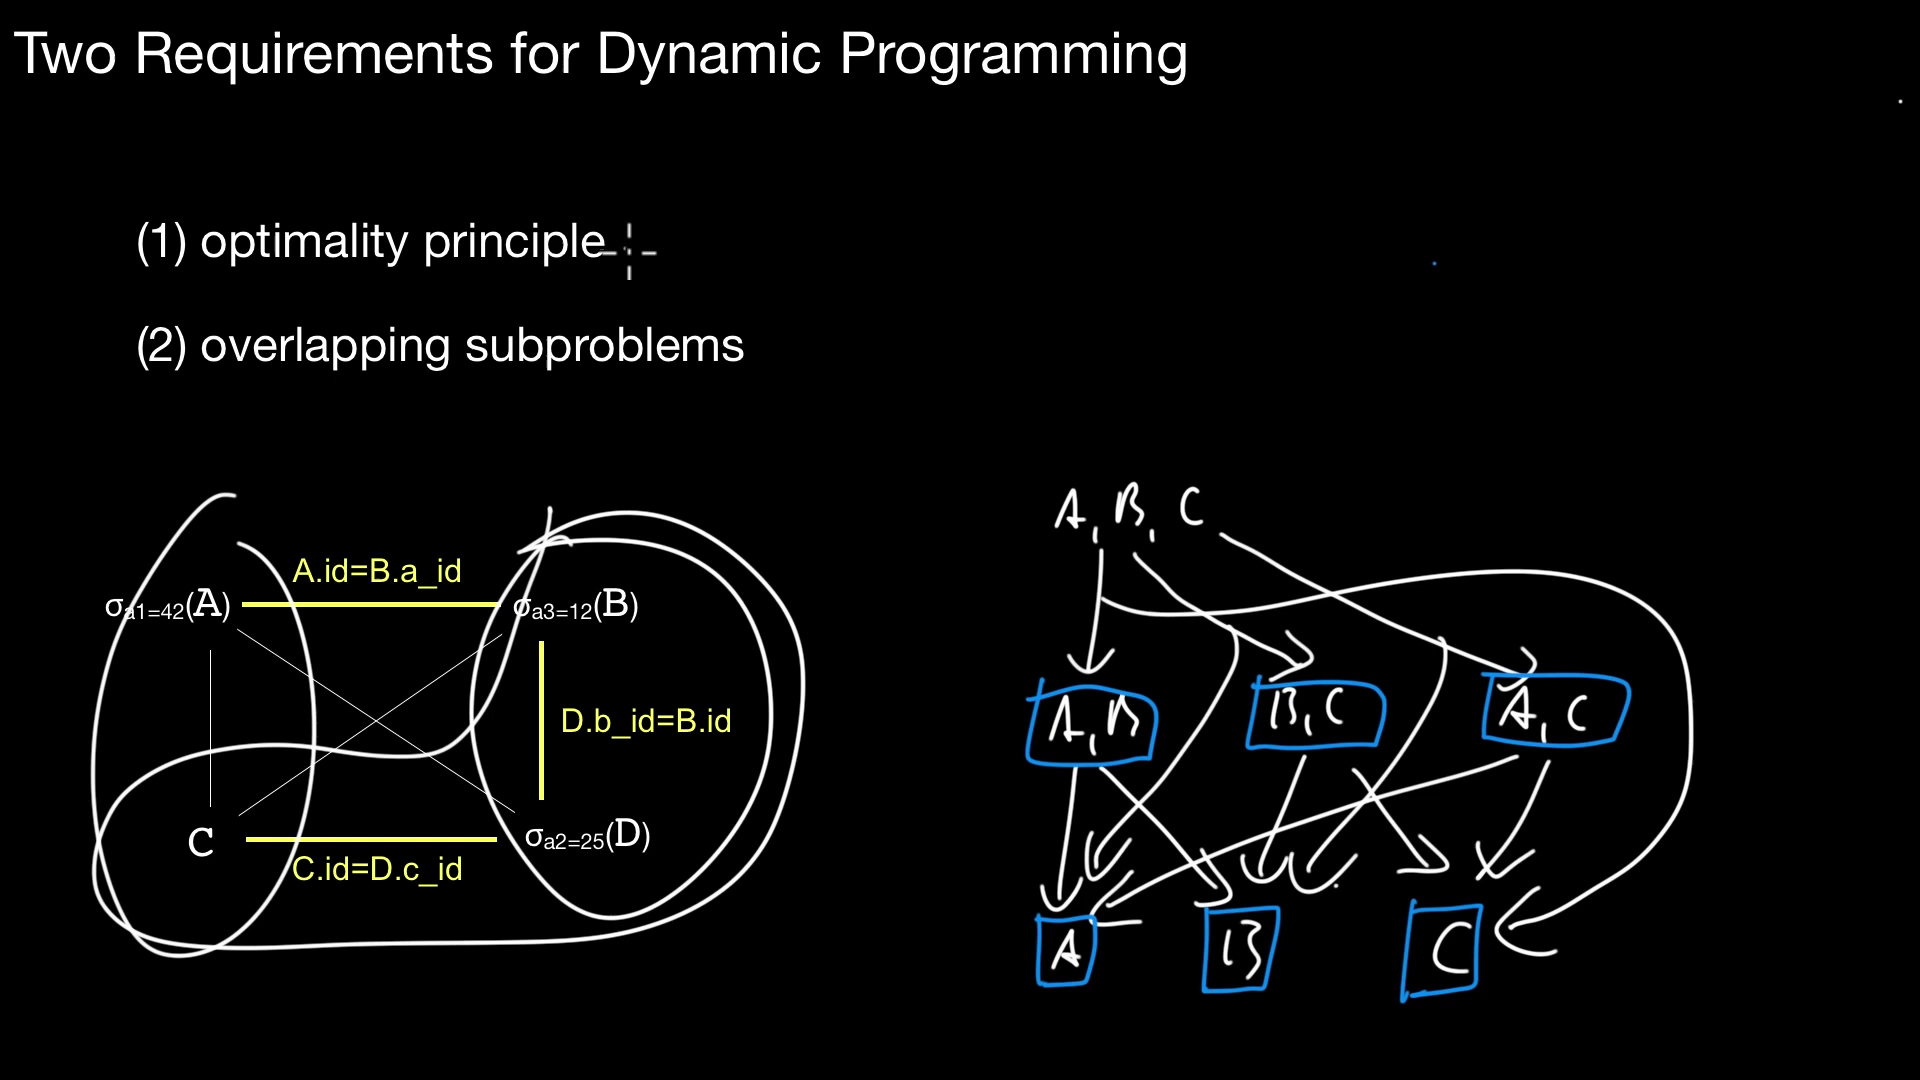 Two Requirements for Dynamic Programming
(1) optimality principle
(2) overlapping subproblems
A.id=B.a_id
σa1=42(A)
σa3=12(B)
D.b_id=B.id
C
σa2=25(D)
C.id=D.c_id
A, B, C
A, B
B, C
A, C
A
B
C